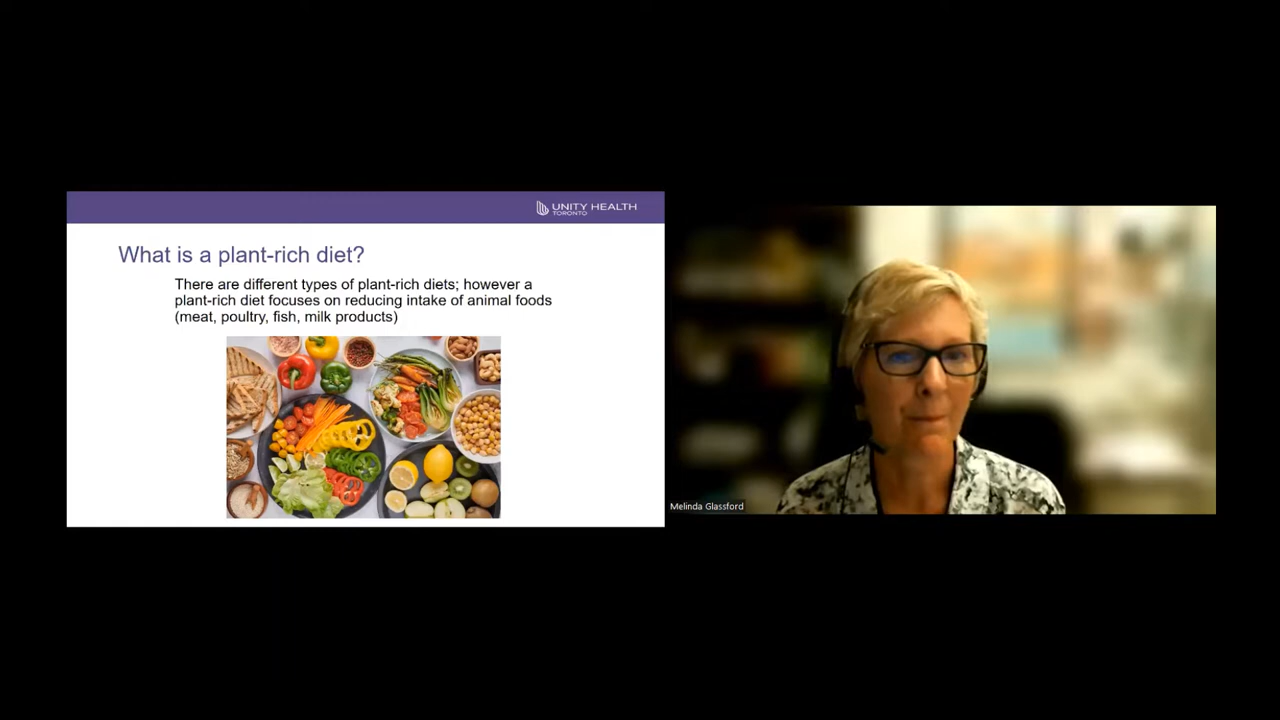 UNITY HEALTH
TORONTO
What is a plant-rich diet?
There are different types of plant-rich diets; however a
plant-rich diet focuses on reducing intake of animal foods
(meat, poultry, fish, milk products)
Melinda Glassford